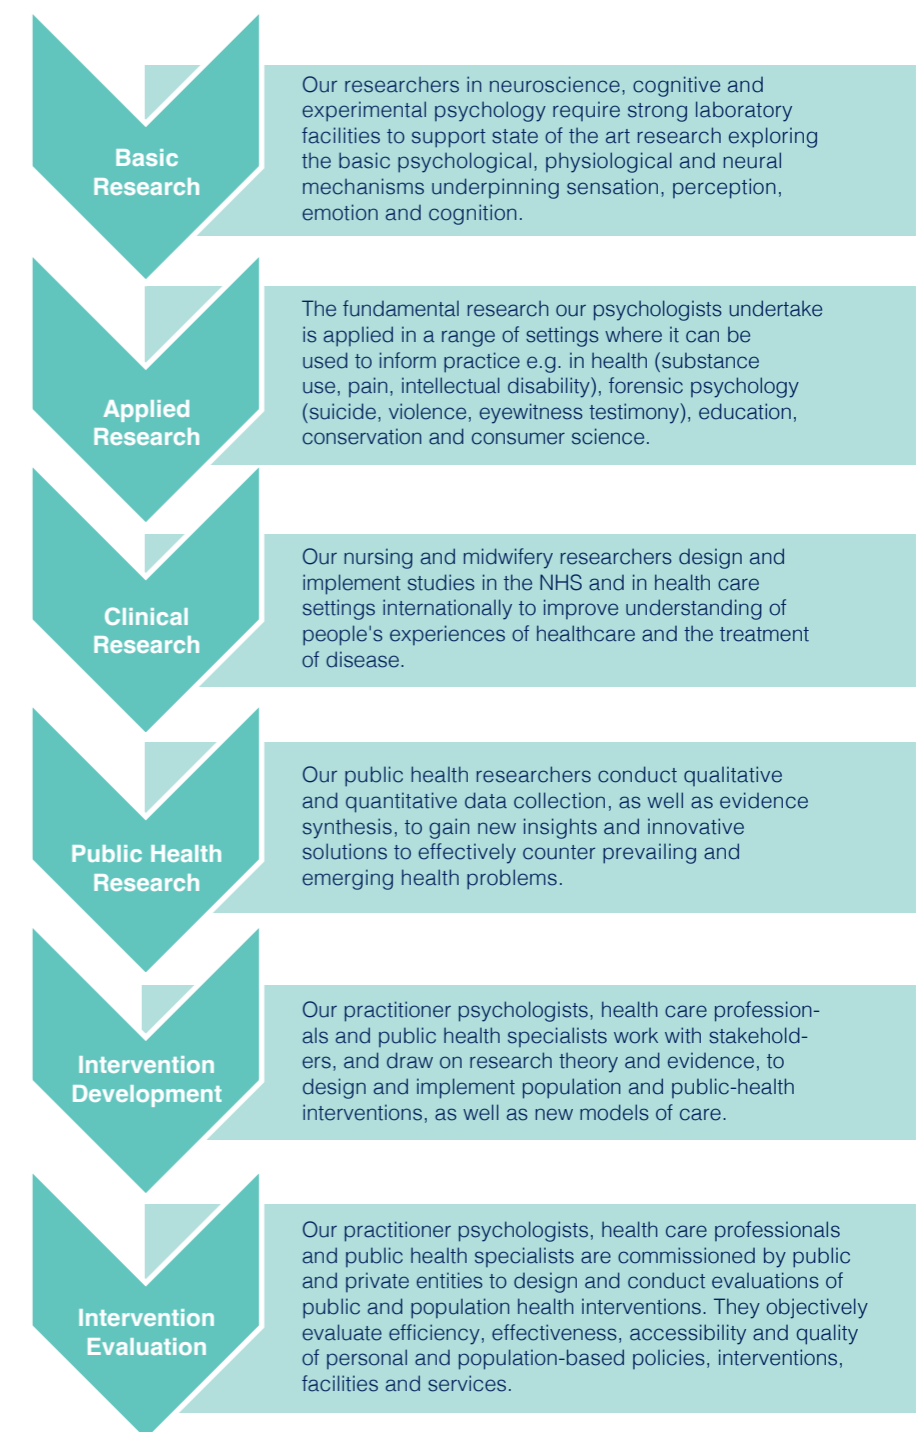 Basic
Research
Our researchers in neuroscience, cognitive and
experimental psychology require strong laboratory
facilities to support state of the art research exploring
the basic psychological, physiological and neural
mechanisms underpinning sensation, perception,
emotion and cognition.
Applied
Research
The fundamental research our psychologists undertake
is applied in a range of settings where it can be
used to inform practice e.g. in health (substance
use, pain, intellectual disability), forensic psychology
(suicide, violence, eyewitness testimony), education,
conservation and consumer science.
Clinical
Research
Our nursing and midwifery researchers design and
implement studies in the NHS and in health care
settings internationally to improve understanding of
people's experiences of healthcare and the treatment
of disease.
Public Health
Research
Our public health researchers conduct qualitative
and quantitative data collection, as well as evidence
synthesis, to gain new insights and innovative
solutions to effectively counter prevailing and
emerging health problems.
Intervention
Development
Our practitioner psychologists, health care profession-
als and public health specialists work with stakehold-
ers, and draw on research theory and evidence, to
design and implement population and public-health
interventions, as well as new models of care.
Intervention
Evaluation
Our practitioner psychologists, health care professionals
and public health specialists are commissioned by public
and private entities to design and conduct evaluations of
public and population health interventions. They objectively
evaluate efficiency, effectiveness, accessibility and quality
of personal and population-based policies, interventions,
facilities and services.